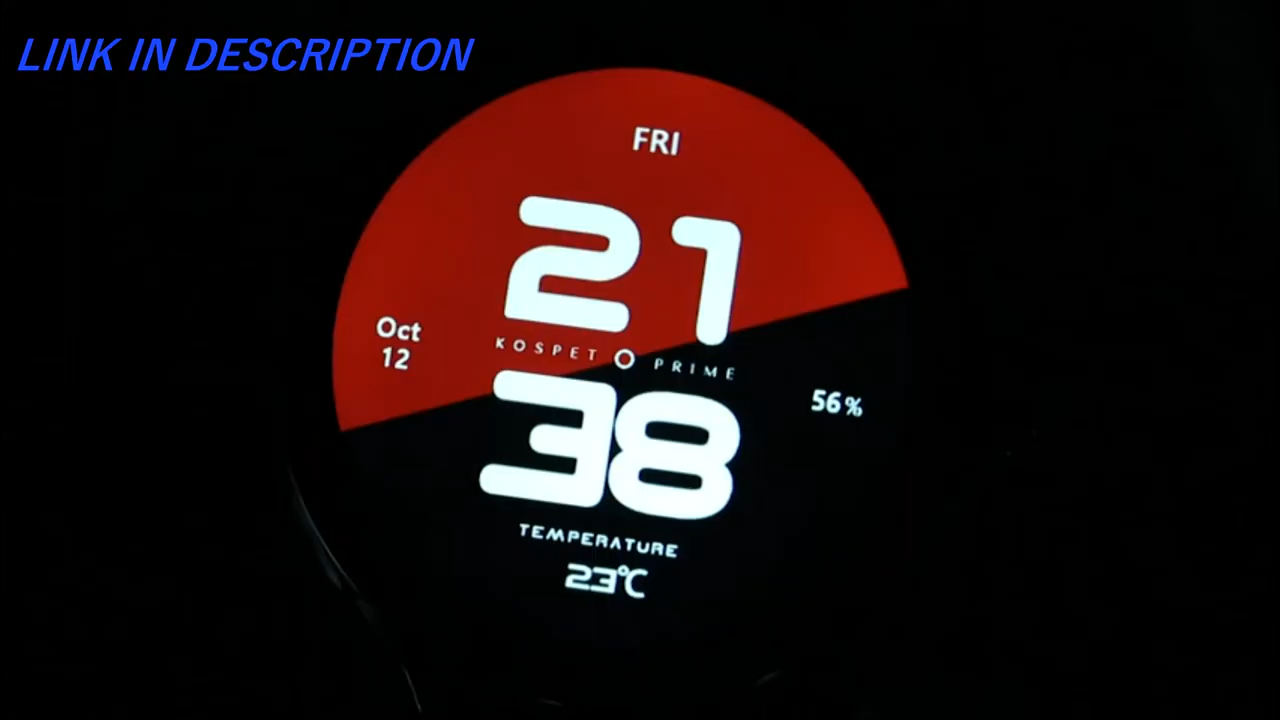 LINK IN DESCRIPTION
FRI
21
Oct
12
KOSPET PRIME
56%
38
TEMPERATURE
23°C